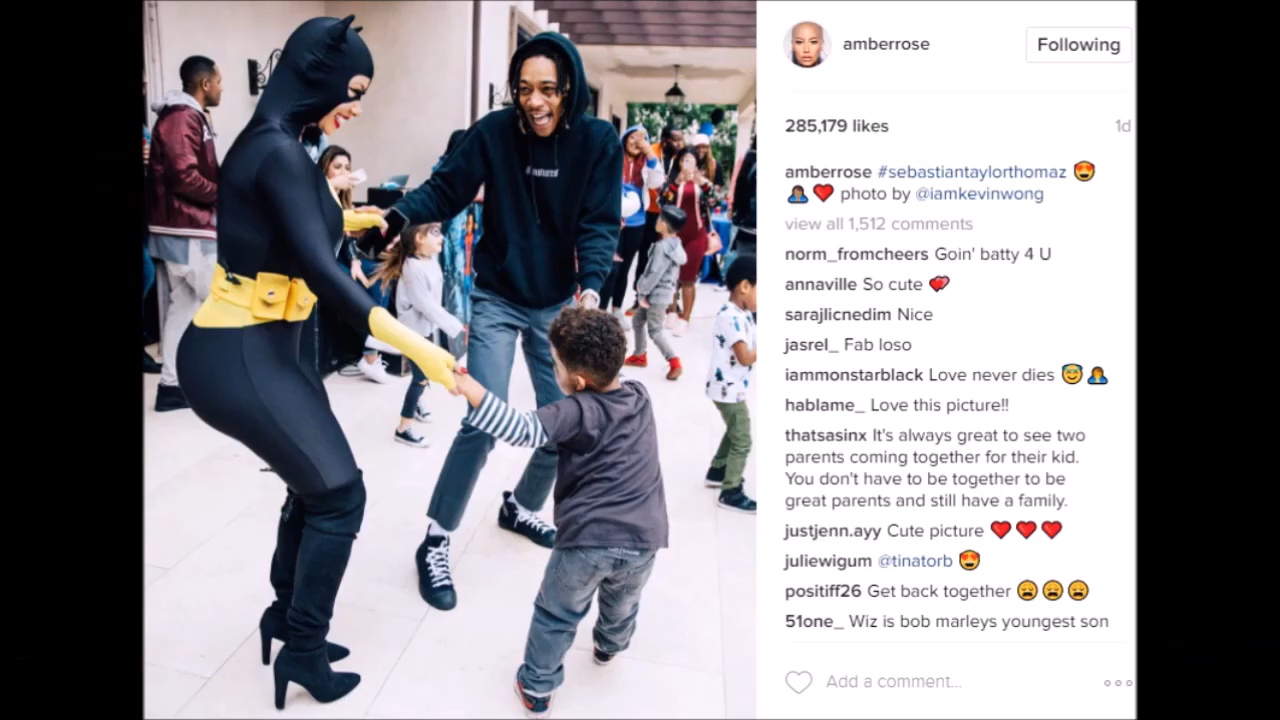 amberrose
Following
285,179 likes
1d
amberrose #sebastiantaylorthomaz 😍
🤷🏽‍♂️❤️ photo by @iamkevinwong
view all 1,512 comments
norm_fromcheers Goin' batty 4 U
annaville So cute 💕
sarajlicnedim Nice
jasrel_ Fab loso
iammonstarblack Love never dies 😇🤦
hablame_ Love this picture!!
thatsasinx It's always great to see two
parents coming together for their kid.
You don't have to be together to be
great parents and still have a family.
justjenn.ayy Cute picture ❤️❤️❤️
juliewigum @tinatorb 😍
positiff26 Get back together 😩😩😩
51one_ Wiz is bob marleys youngest son
Add a comment...